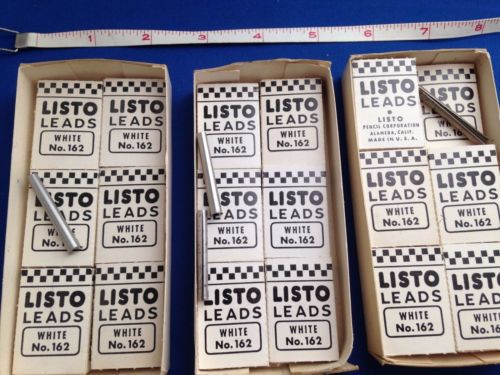 1 2 3 4 5 6 7 8
LISTO
LEADS
WHITE
No. 162
LISTO
LEADS
WHITE
No. 162
LISTO
LEADS
WHITE
No. 162
LISTO
LEADS
WHITE
No. 162
LISTO
LEADS
WHITE
No. 162
LISTO
LEADS
WHITE
No. 162
LISTO
LEADS
WHITE
No. 162
LISTO
LEADS
WHITE
No. 162
LISTO
LEADS
WHITE
No. 162
LISTO
LEADS
WHITE
No. 162
LISTO
LEADS
WHITE
No. 162
LISTO
LEADS
WHITE
No. 162
LISTO
LEADS
LISTO
PENCIL CORPORATION
ALAMEDA, CALIF.
MADE IN U.S.A.
LISTO
LEADS
WHITE
No. 162
LISTO
LEADS
WHITE
No. 162
LISTO
LEADS
WHITE
No. 162
LISTO
LEADS
WHITE
No. 162
LISTO
LEADS
WHITE
No. 162